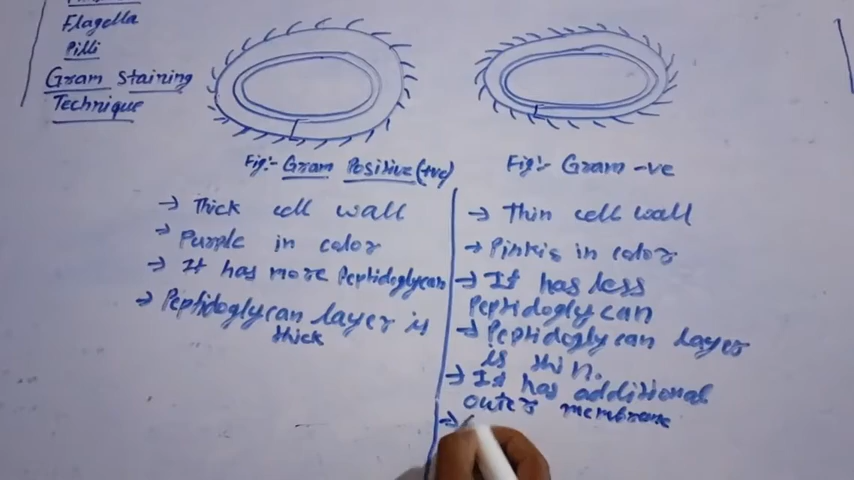 Flagella
Pilli
Gram Staining
Technique
Fig:- Gram Positive (+ve)
Fig:- Gram -ve
→ Thick cell wall
→ Purple in color
→ It has more Peptidoglycan
→ Peptidoglycan layer is
thick
→ Thin cell wall
→ Pinkis in color
→ It has less
Peptidoglycan
→ Peptidoglycan layer
is thin.
→ It has additional
outer membrane
→